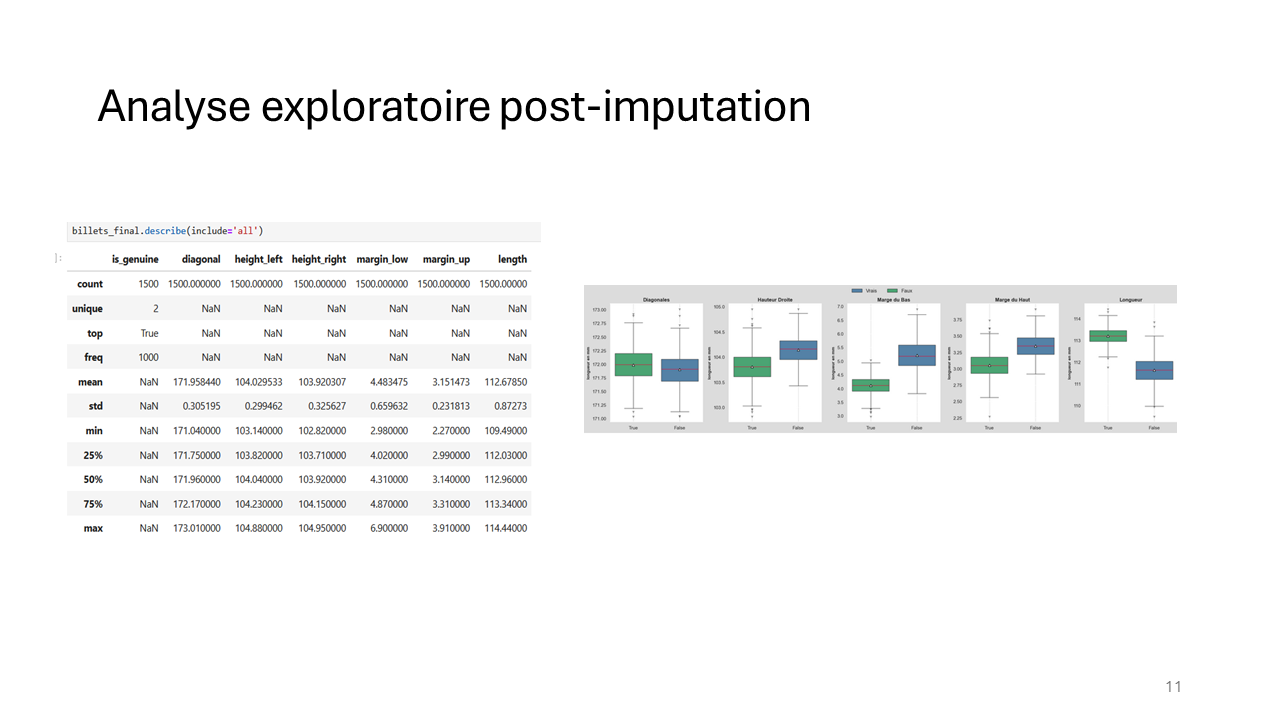 Analyse exploratoire post-imputation
billets_final.describe(include='all')
]:
is_genuine diagonal height_left height_right margin_low margin_up length
count 1500 1500.000000 1500.000000 1500.000000 1500.000000 1500.000000 1500.00000
unique 2 NaN NaN NaN NaN NaN NaN
top True NaN NaN NaN NaN NaN NaN
freq 1000 NaN NaN NaN NaN NaN NaN
mean NaN 171.958440 104.029533 103.920307 4.483475 3.151473 112.67850
std NaN 0.305195 0.299462 0.325627 0.659632 0.231813 0.87273
min NaN 171.040000 103.140000 102.820000 2.980000 2.270000 109.49000
25% NaN 171.750000 103.820000 103.710000 4.020000 2.990000 112.03000
50% NaN 171.960000 104.040000 103.920000 4.310000 3.140000 112.96000
75% NaN 172.170000 104.230000 104.150000 4.870000 3.310000 113.34000
max NaN 173.010000 104.880000 104.950000 6.900000 3.910000 114.44000
Vrais Faux
Diagonales Hauteur Droite Marge du Bas Marge du Haut Longueur
longueur en mm
173.00
172.75
172.50
172.25
172.00
171.75
171.50
171.25
171.00
True False
longueur en mm
105.0
104.5
104.0
103.5
103.0
True False
longueur en mm
7.0
6.5
6.0
5.5
5.0
4.5
4.0
3.5
3.0
True False
longueur en mm
3.75
3.50
3.25
3.00
2.75
2.50
2.25
True False
longueur en mm
114
113
112
111
110
True False
11